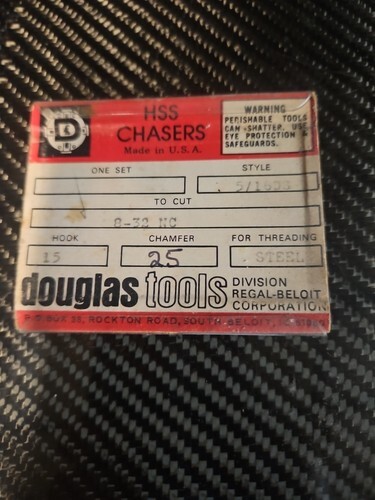 D
HSS
CHASERS
Made in U.S.A.
WARNING
PERISHABLE TOOLS
CAN SHATTER. USE
EYE PROTECTION &
SAFEGUARDS.
ONE SET
STYLE
TO CUT
8-32 NC
HOOK
CHAMFER
FOR THREADING
15
25
STEEL
douglas tools
DIVISION
REGAL-BELOIT
CORPORATION
P.O. BOX 38, ROCKTON ROAD, SOUTH BELOIT,